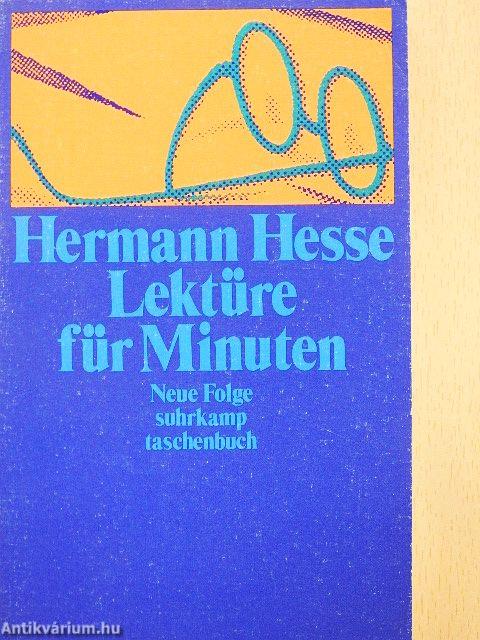 Hermann Hesse
Lektüre
für Minuten
Neue Folge
suhrkamp
taschenbuch
Antikvárium.hu